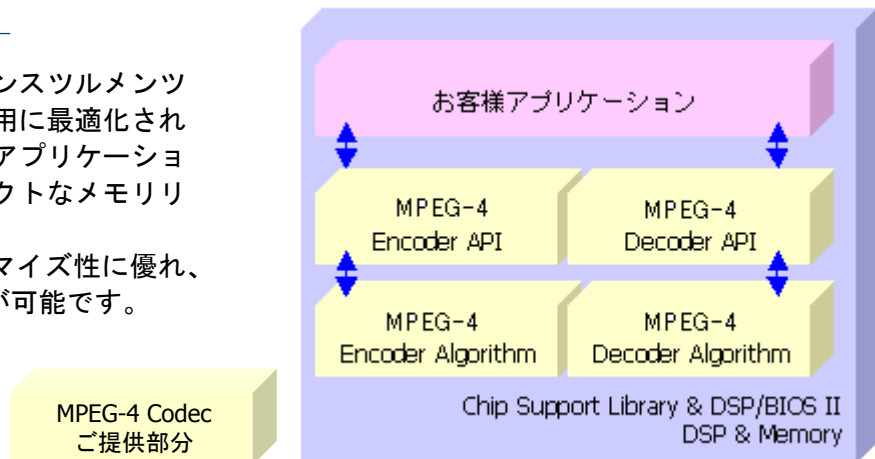 ンスツルメンツ
用に最適化され
アプリケーショ
クトなメモリリ
マイズ性に優れ、
が可能です。
お客様アプリケーション
MPEG-4
Encoder API
MPEG-4
Decoder API
MPEG-4
Encoder Algorithm
MPEG-4
Decoder Algorithm
Chip Support Library & DSP/BIOS II
DSP & Memory
MPEG-4 Codec
ご提供部分